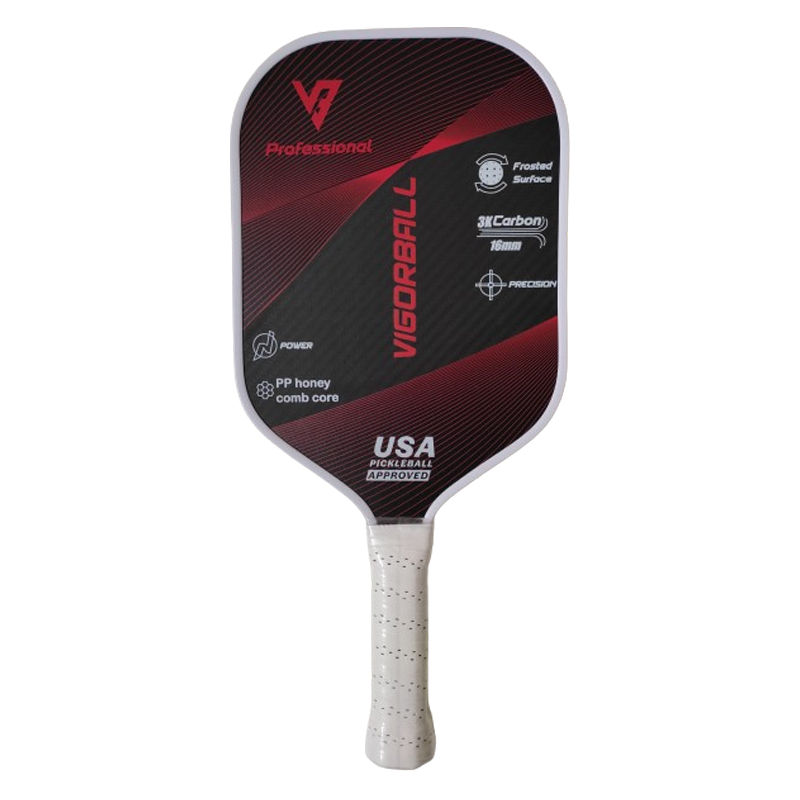 Professional
VIGORBALL
Frosted
Surface
3K Carbon
16mm
PRECISION
POWER
PP honey
comb core
USA
PICKLEBALL
APPROVED